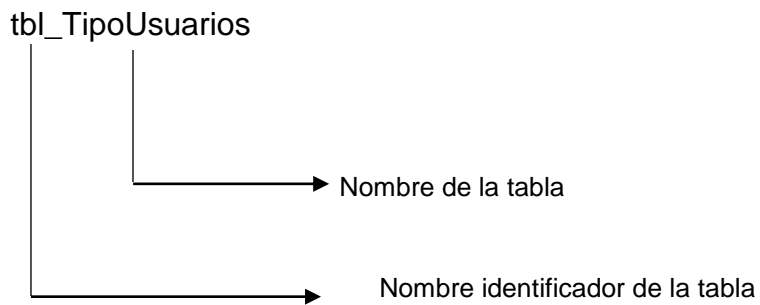 tbl_TipoUsuarios
Nombre de la tabla
Nombre identificador de la tabla